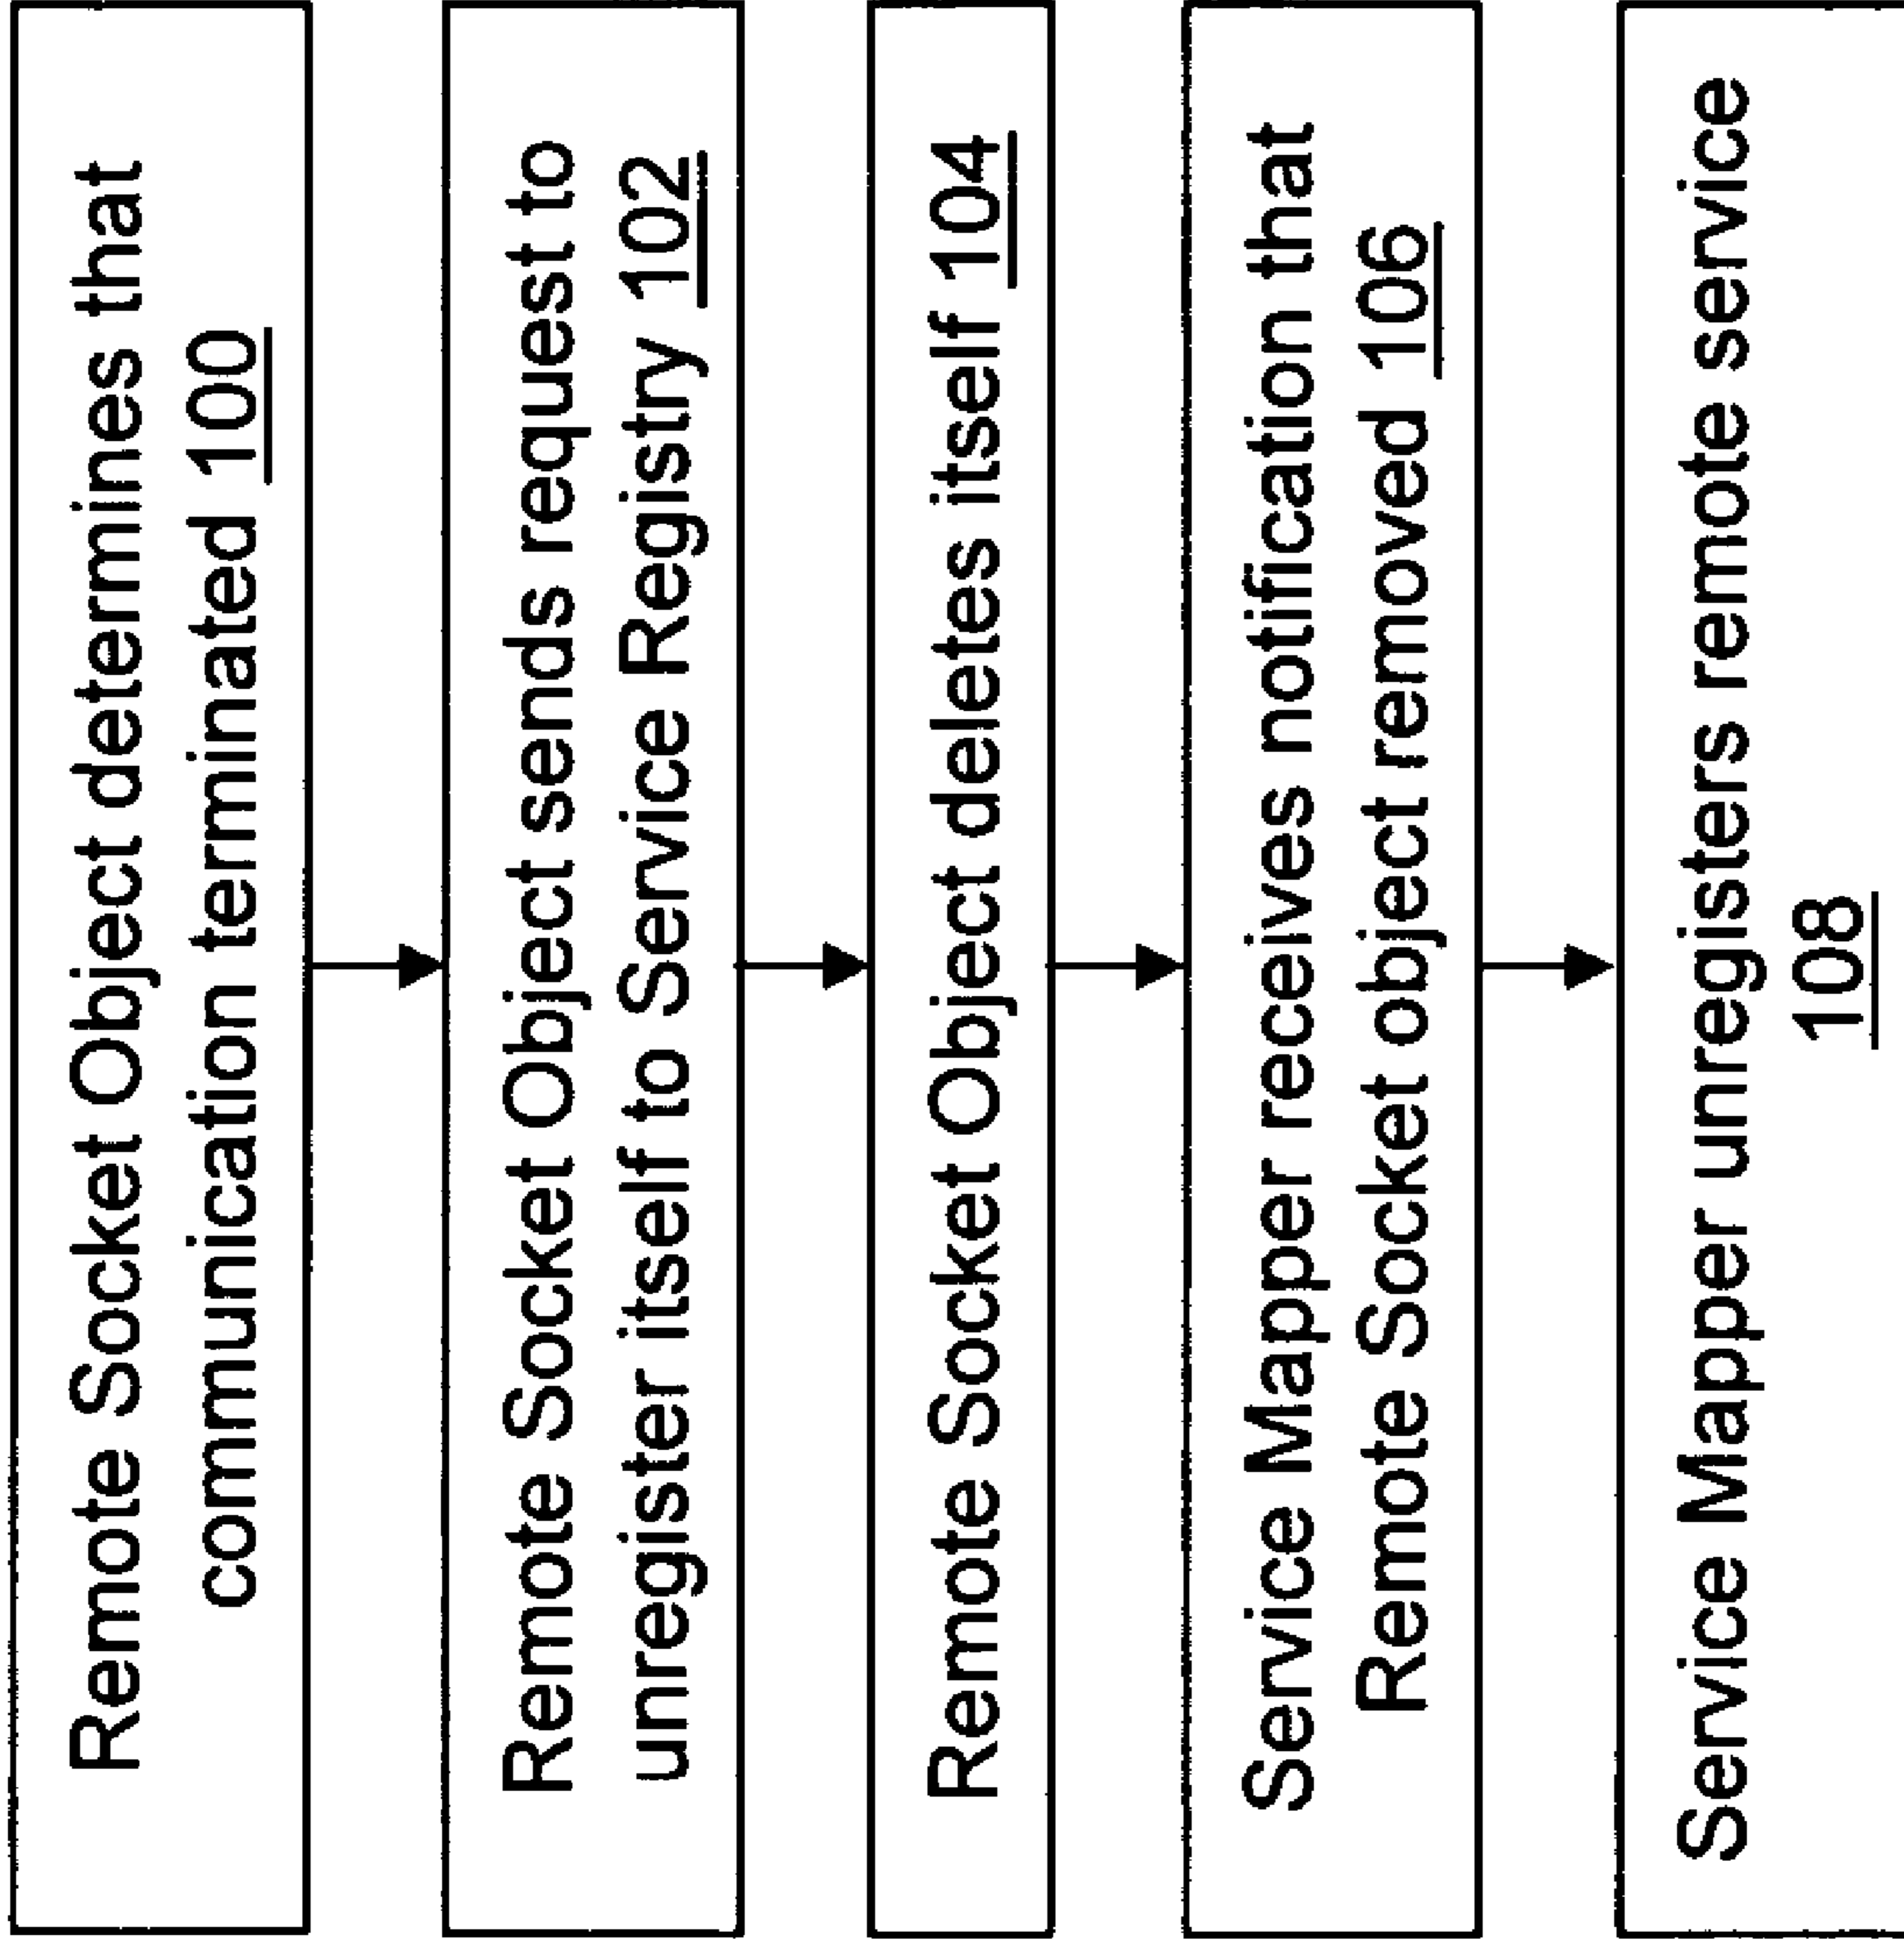 Remote Socket Object determines that
communication terminated 100
Remote Socket Object sends request to
unregister itself to Service Registry 102
Remote Socket Object deletes itself 104
Service Mapper receives notification that
Remote Socket object removed 106
Service Mapper unregisters remote service
108